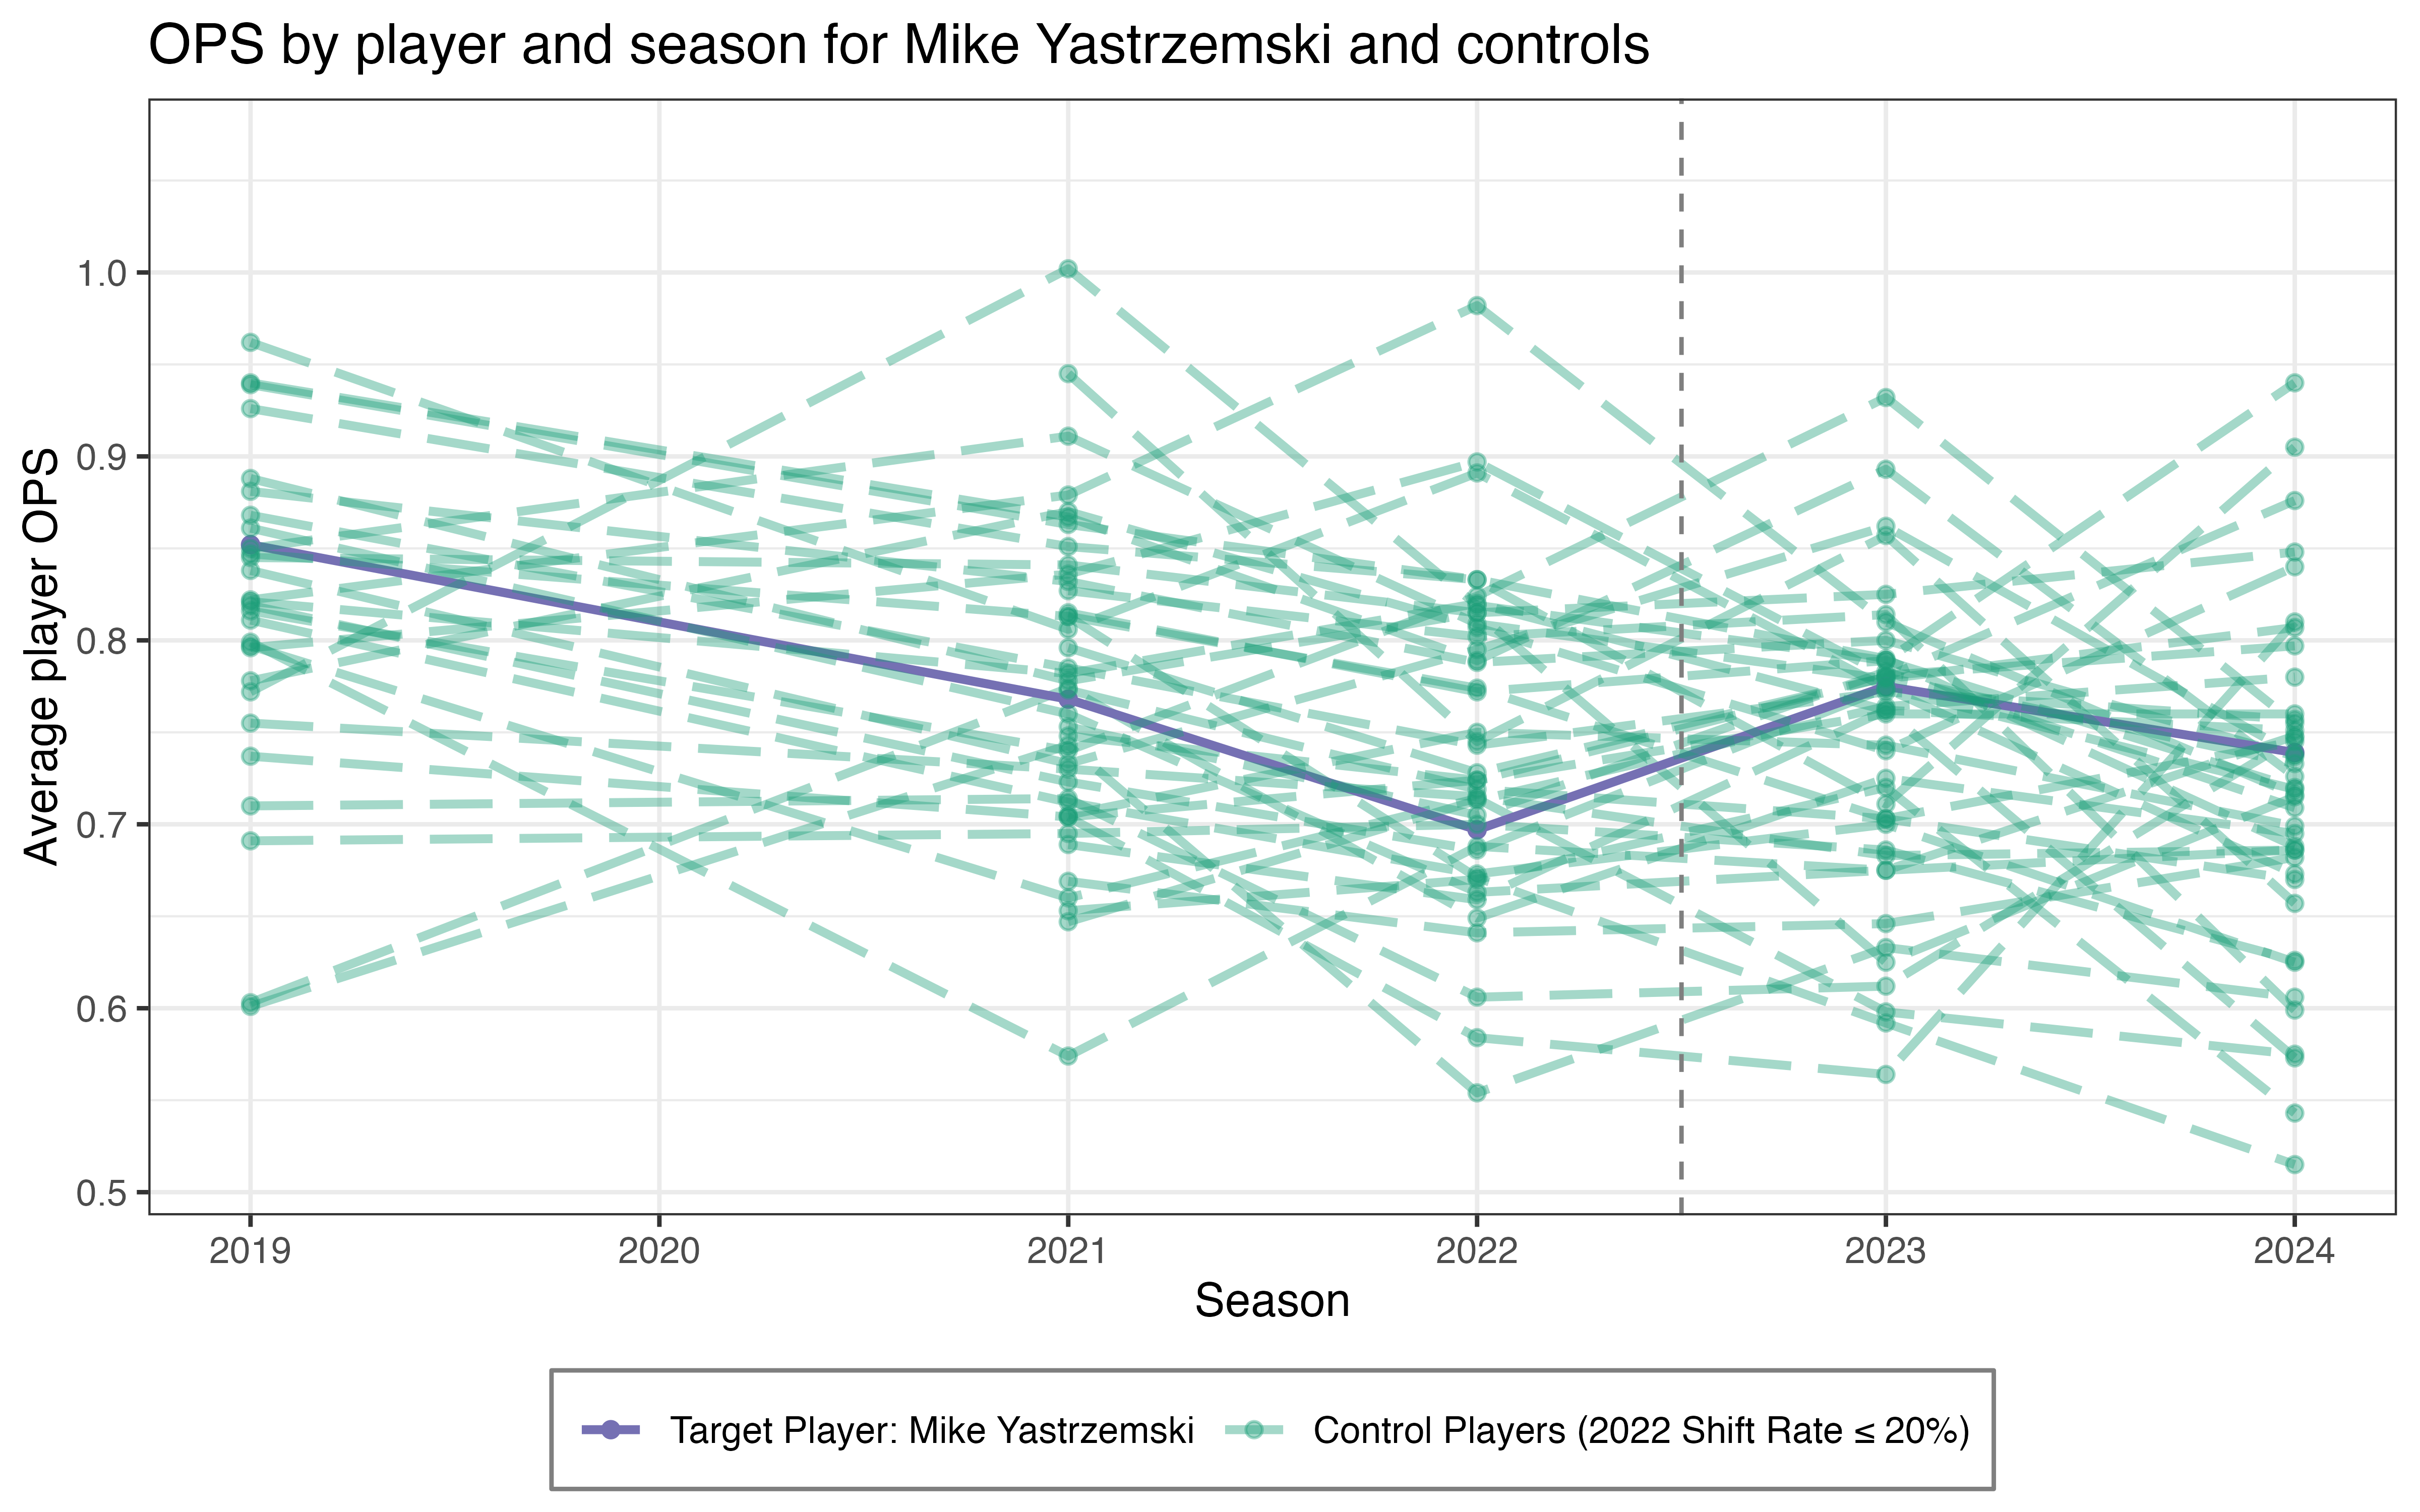 OPS by player and season for Mike Yastrzemski and controls
Average player OPS
1.0
0.9
0.8
0.7
0.6
0.5
2019 2020 2021 2022 2023 2024
Season
Target Player: Mike Yastrzemski Control Players (2022 Shift Rate ≤ 20%)